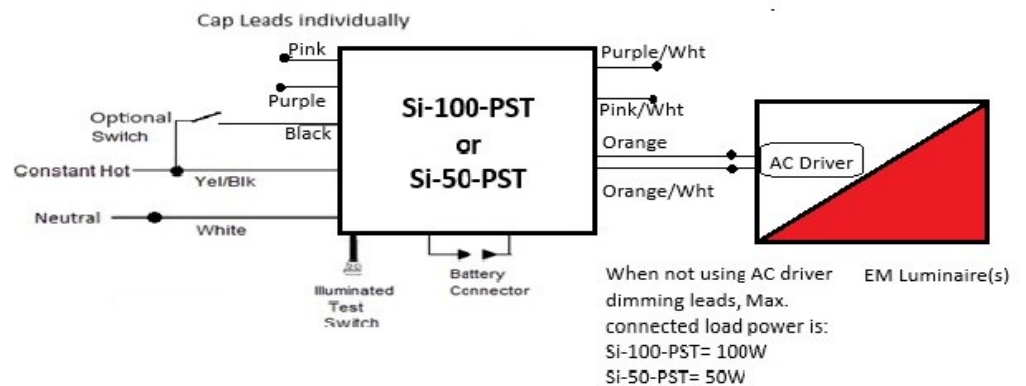 Cap Leads individually
Pink
Purple/Wht
Purple
Pink/Wht
Si-100-PST
or
Si-50-PST
Optional
Switch
Black
Orange
AC Driver
Constant Hot
Yel/Blk
Orange/Wht
Neutral
White
Illuminated
Test
Switch
Battery
Connector
When not using AC driver
dimming leads, Max.
connected load power is:
Si-100-PST= 100W
Si-50-PST= 50W
EM Luminaire(s)